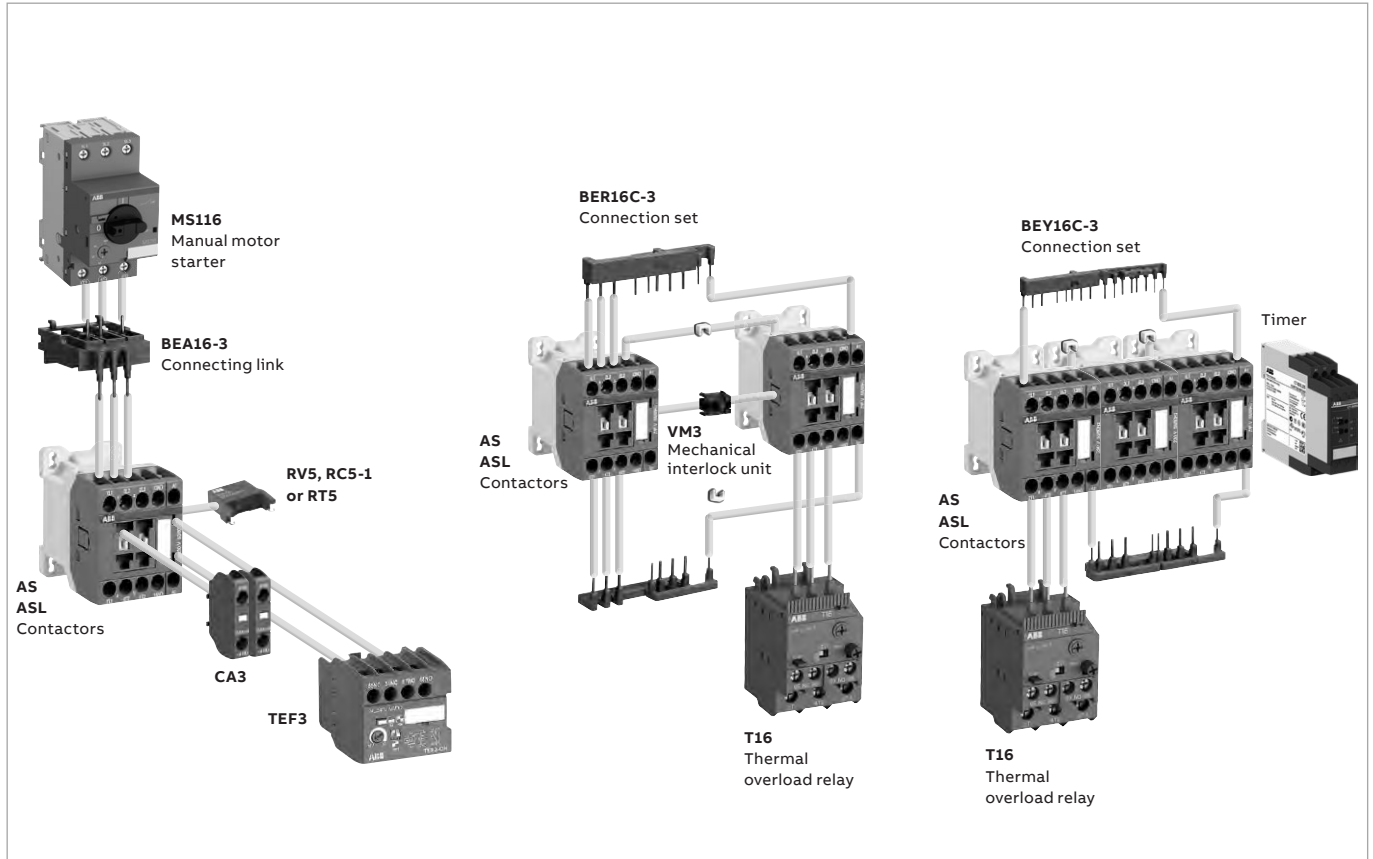 MS116
Manual motor
starter
BEA16-3
Connecting link
RV5, RC5-1
or RT5
AS
ASL
Contactors
CA3
TEF3
BER16C-3
Connection set
AS
ASL
Contactors
VM3
Mechanical
interlock unit
T16
Thermal
overload relay
BEY16C-3
Connection set
Timer
AS
ASL
Contactors
T16
Thermal
overload relay